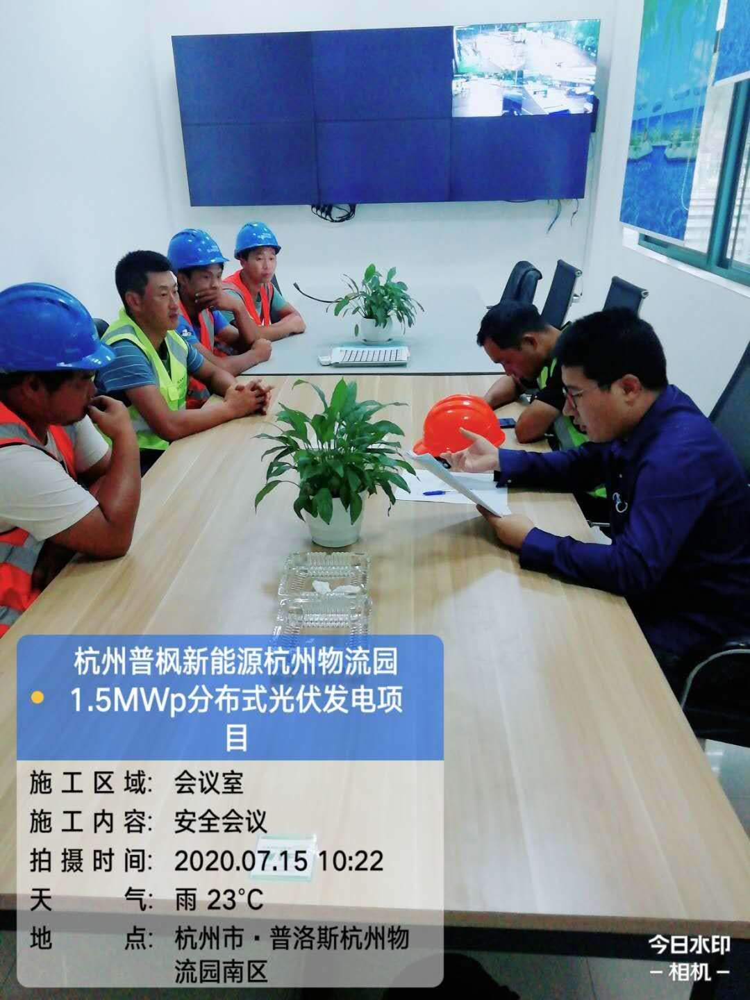 杭州普枫新能源杭州物流园
1.5MWp分布式光伏发电项
目
施工区域: 会议室
施工内容: 安全会议
拍摄时间: 2020.07.15 10:22
天气: 雨 23°C
地点: 杭州市·普洛斯杭州物
流园南区
今日水印
-相机-